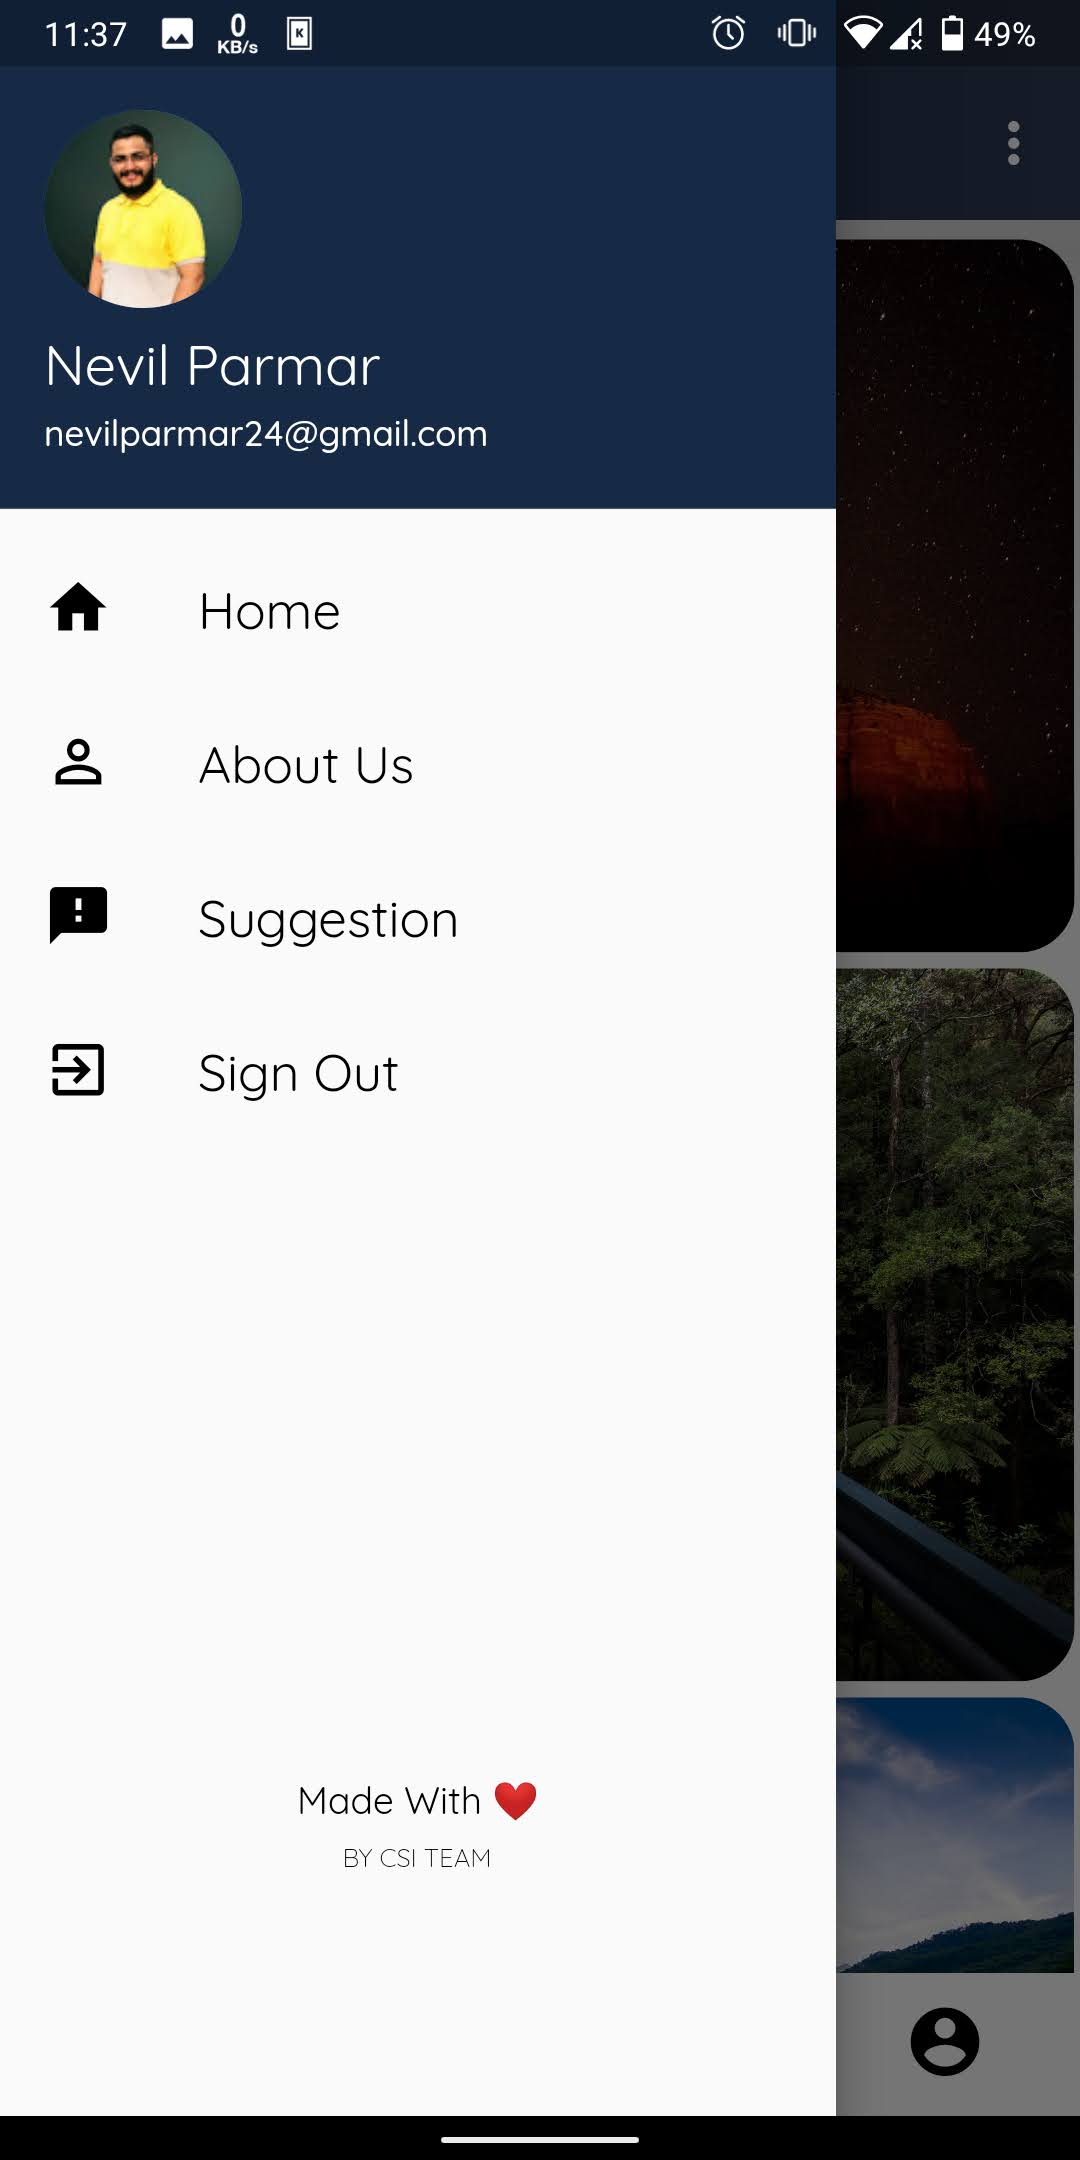 11:37
0
KB/s
K
49%
Nevil Parmar
nevilparmar24@gmail.com
Home
About Us
Suggestion
Sign Out
Made With ❤️
BY CSI TEAM